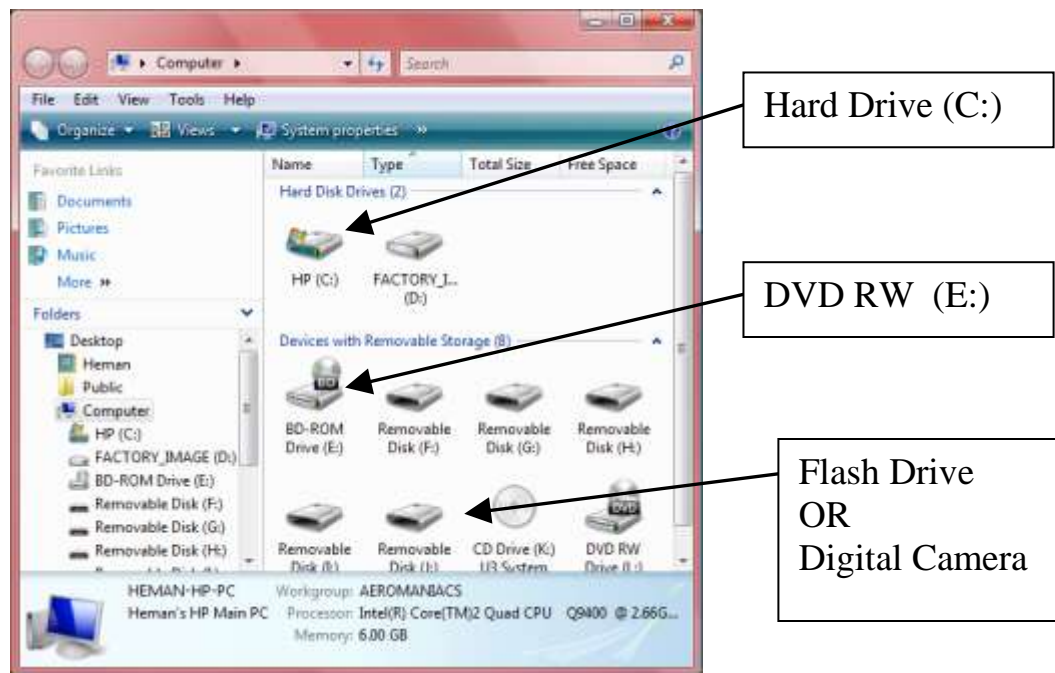 Computer
Search
File Edit View Tools Help
Organize Views System properties »
Favorite Links
Documents
Pictures
Music
More »
Folders
Desktop
Heman
Public
Computer
HP (C:)
FACTORY_IMAGE (D:)
BD-ROM Drive (E:)
Removable Disk (F:)
Removable Disk (G:)
Removable Disk (H:)
Name Type Total Size Free Space
Hard Disk Drives (2)
HP (C:) FACTORY_I...
(D:)
Devices with Removable Storage (8)
BD
BD-ROM Removable Removable Removable
Drive (E:) Disk (F:) Disk (G:) Disk (H:)
DVD
Removable Removable CD Drive (K:) DVD RW
Disk (I:) Disk (J:) U3 System Drive (L:)
HEMAN-HP-PC Workgroup: AEROMANIACS
Heman's HP Main PC Processor: Intel(R) Core(TM)2 Quad CPU Q9400 @ 2.66G...
Memory: 6.00 GB
Hard Drive (C:)
DVD RW (E:)
Flash Drive
OR
Digital Camera